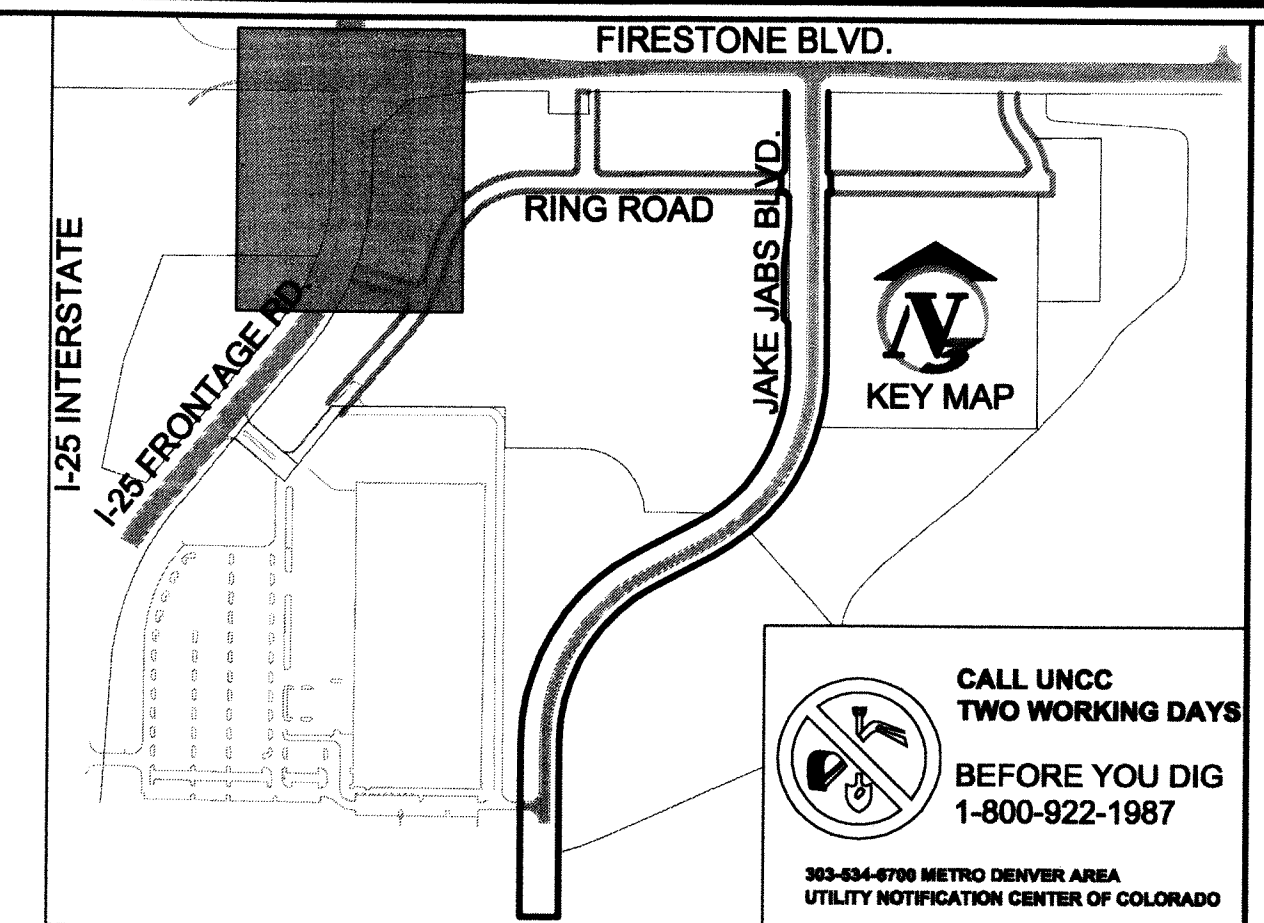 FIRESTONE BLVD.
RING ROAD
JAKE JABS BLVD.
I-25 INTERSTATE
I-25 FRONTAGE RD.
N
KEY MAP
CALL UNCC
TWO WORKING DAYS
BEFORE YOU DIG
1-800-922-1987
303-534-6700 METRO DENVER AREA
UTILITY NOTIFICATION CENTER OF COLORADO